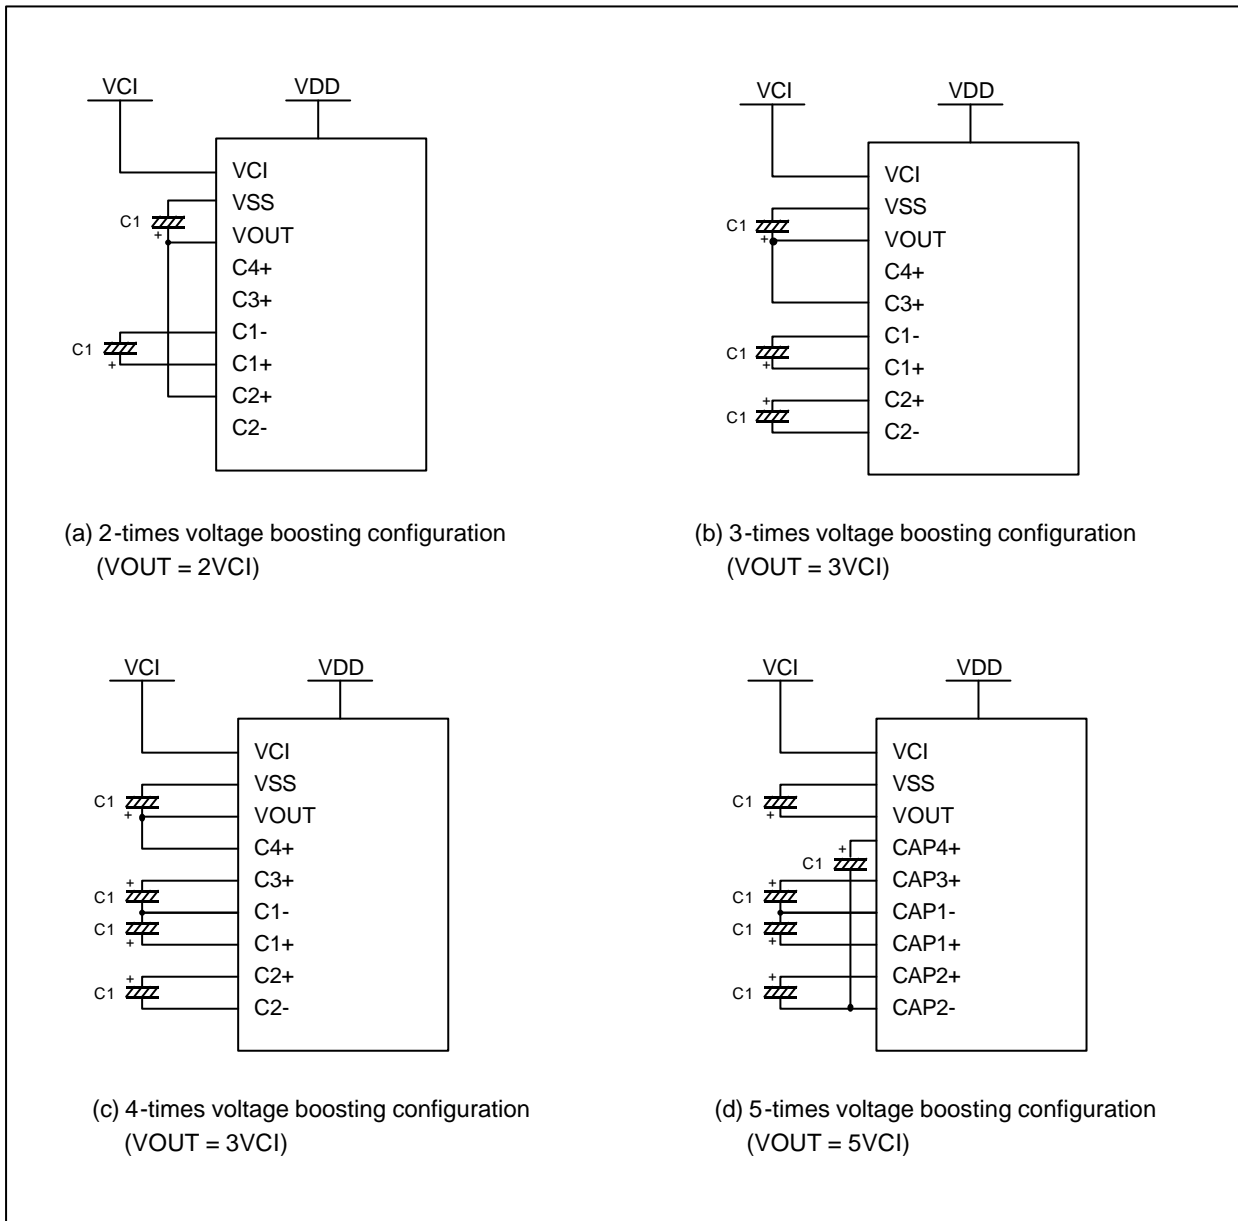 VCI
VDD
VCI
VSS
C1
+
VOUT
C4+
C3+
C1-
C1
+
C1+
C2+
C2-
(a) 2-times voltage boosting configuration
(VOUT = 2VCI)
VCI
VDD
VCI
VSS
C1
+
VOUT
C4+
C3+
C1-
C1
+
C1+
+
C2+
C1
C2-
(b) 3-times voltage boosting configuration
(VOUT = 3VCI)
VCI
VDD
VCI
VSS
C1
+
VOUT
C4+
+
C3+
C1
C1-
C1
+
C1+
+
C2+
C1
C2-
(c) 4-times voltage boosting configuration
(VOUT = 3VCI)
VCI
VDD
VCI
VSS
C1
+
VOUT
+
CAP4+
C1
+
CAP3+
C1
CAP1-
C1
+
CAP1+
+
CAP2+
C1
CAP2-
(d) 5-times voltage boosting configuration
(VOUT = 5VCI)